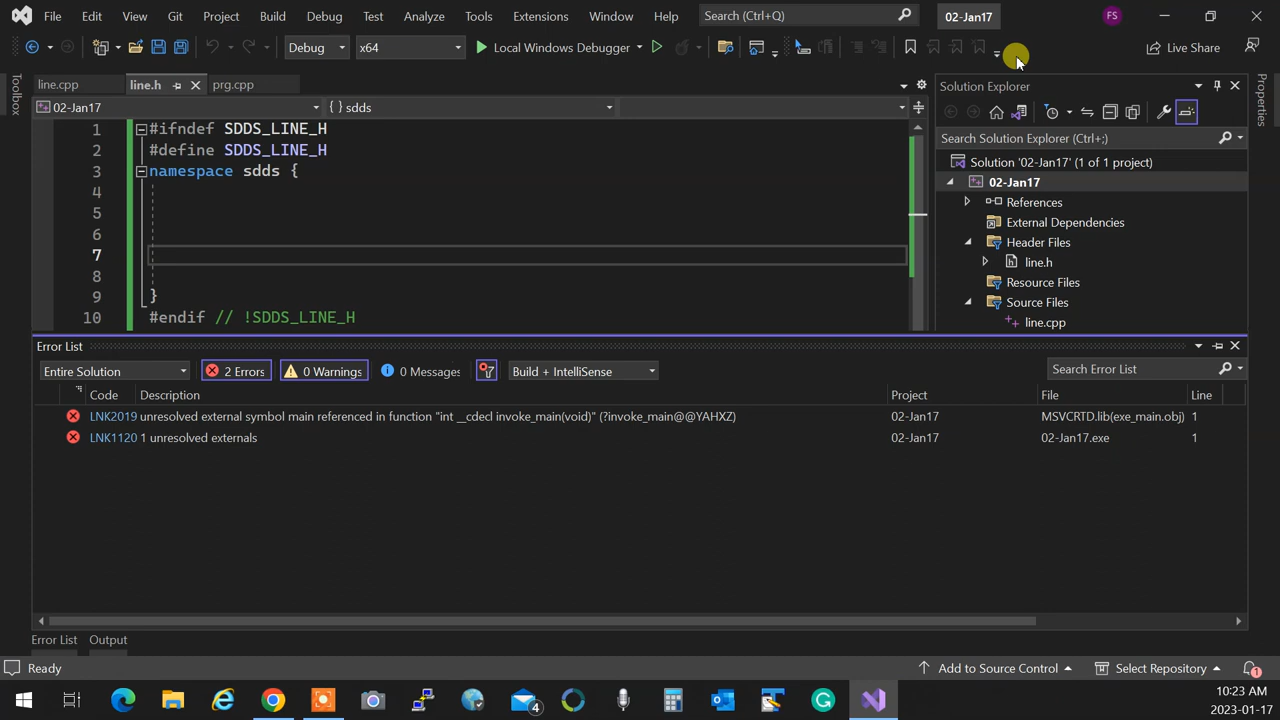 File Edit View Git Project Build Debug Test Analyze Tools Extensions Window Help Search (Ctrl+Q) 02-Jan17 FS
Debug x64 Local Windows Debugger Live Share
Toolbox
line.cpp line.h prg.cpp
02-Jan17 {} sdds
1 #ifndef SDDS_LINE_H
2 #define SDDS_LINE_H
3 namespace sdds {
4
5
6
7
8
9 }
10 #endif // !SDDS_LINE_H
Solution Explorer
Search Solution Explorer (Ctrl+;)
Solution '02-Jan17' (1 of 1 project)
02-Jan17
References
External Dependencies
Header Files
line.h
Resource Files
Source Files
line.cpp
Properties
Error List
Entire Solution 2 Errors 0 Warnings 0 Messages Build + IntelliSense Search Error List
Code Description Project File Line
LNK2019 unresolved external symbol main referenced in function "int __cdecl invoke_main(void)" (?invoke_main@@YAHXZ) 02-Jan17 MSVCRTD.lib(exe_main.obj) 1
LNK1120 1 unresolved externals 02-Jan17 02-Jan17.exe 1
Error List Output
Ready Add to Source Control Select Repository 1
4
10:23 AM
2023-01-17